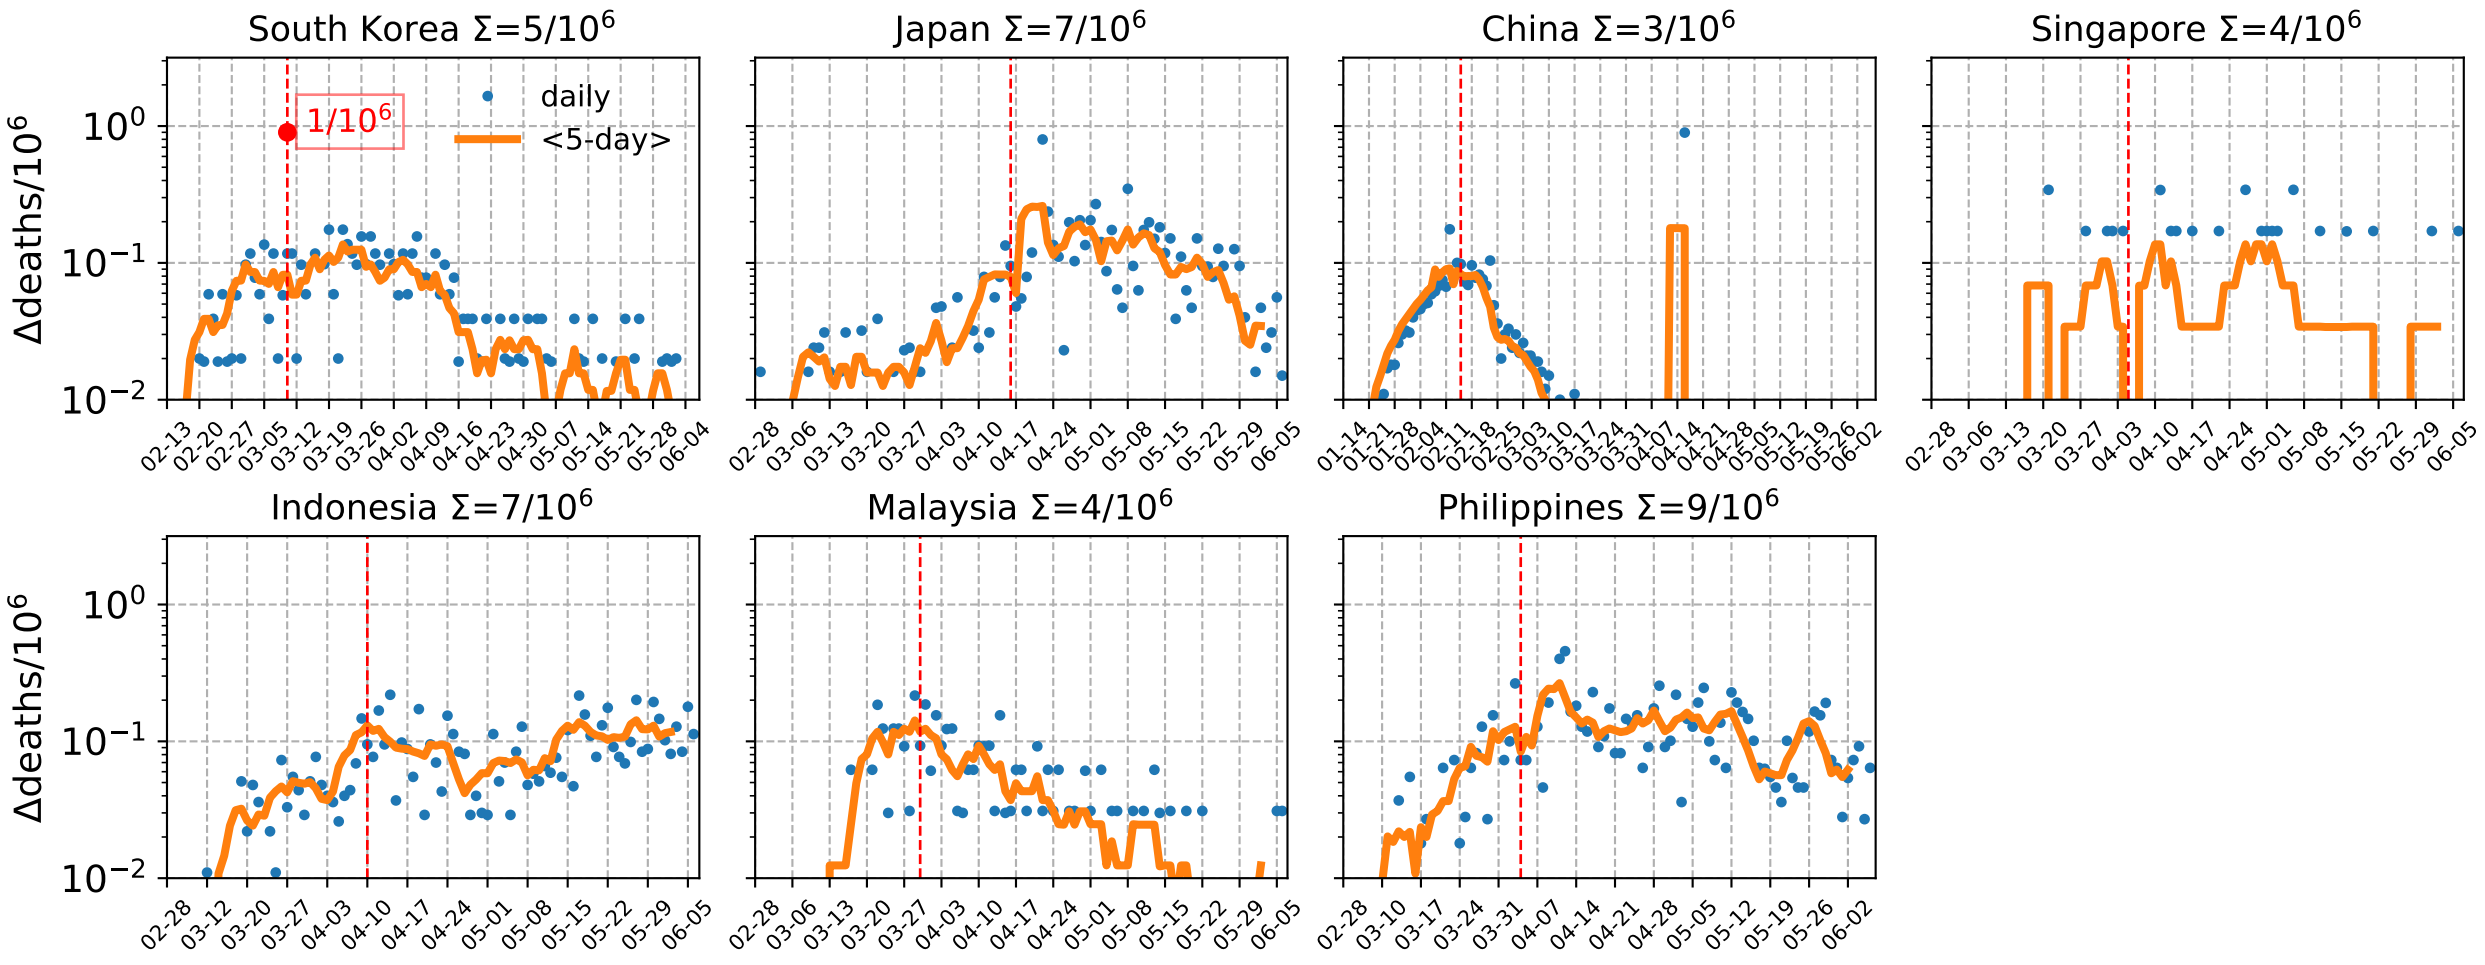 South Korea Σ=5/10⁶
Japan Σ=7/10⁶
China Σ=3/10⁶
Singapore Σ=4/10⁶
Δdeaths/10⁶
10⁰
10⁻¹
10⁻²
1/10⁶
daily
<5-day>
02-13 02-20 02-27 03-05 03-12 03-19 03-26 04-02 04-09 04-16 04-23 04-30 05-07 05-14 05-21 05-28 06-04
02-28 03-06 03-13 03-20 03-27 04-03 04-10 04-17 04-24 05-01 05-08 05-15 05-22 05-29 06-05
01-14 01-21 01-28 02-04 02-11 02-18 02-25 03-03 03-10 03-17 03-24 03-31 04-07 04-14 04-21 04-28 05-05 05-12 05-19 05-26 06-02
02-28 03-06 03-13 03-20 03-27 04-03 04-10 04-17 04-24 05-01 05-08 05-15 05-22 05-29 06-05
Indonesia Σ=7/10⁶
Malaysia Σ=4/10⁶
Philippines Σ=9/10⁶
Δdeaths/10⁶
10⁰
10⁻¹
10⁻²
02-28 03-12 03-20 03-27 04-03 04-10 04-17 04-24 05-01 05-08 05-15 05-22 05-29 06-05
02-28 03-06 03-13 03-20 03-27 04-03 04-10 04-17 04-24 05-01 05-08 05-15 05-22 05-29 06-05
02-28 03-10 03-17 03-24 03-31 04-07 04-14 04-21 04-28 05-05 05-12 05-19 05-26 06-02